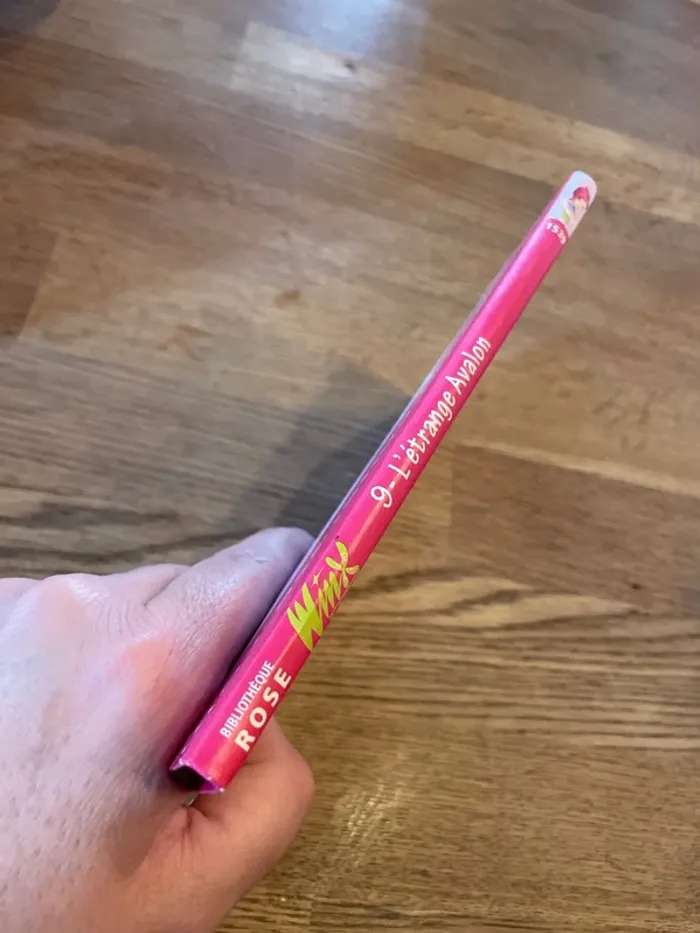 BIBLIOTHÈQUE
ROSE
Winx
9- L'étrange Avalon